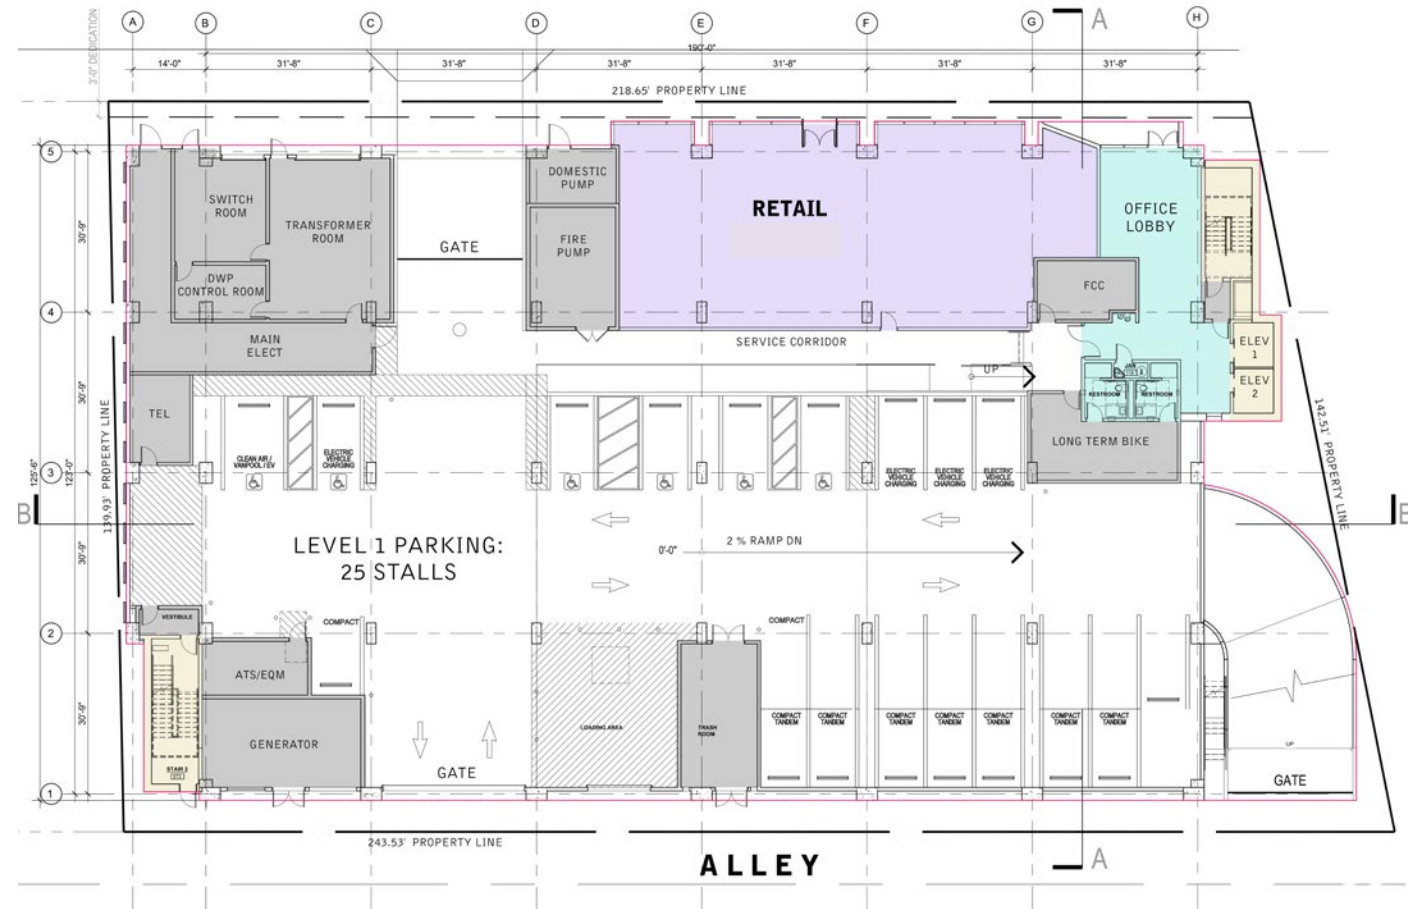 A B C D E F G H
A
3'-0" DEDICATION
190'-0"
14'-0" 31'-8" 31'-8" 31'-8" 31'-8" 31'-8" 31'-8"
218.65' PROPERTY LINE
5
4
3
2
1
30'-9"
30'-9"
30'-9"
30'-9"
125'-6"
123'-0"
139.93' PROPERTY LINE
SWITCH
ROOM
TRANSFORMER
ROOM
DWP
CONTROL ROOM
MAIN
ELECT
TEL
GATE
DOMESTIC
PUMP
FIRE
PUMP
RETAIL
OFFICE
LOBBY
FCC
SERVICE CORRIDOR
UP
ELEV
1
ELEV
2
JAN
RESTROOM
RESTROOM
LONG TERM BIKE
142.51' PROPERTY LINE
CLEAN AIR /
VANPOOL / EV
ELECTRIC
VEHICLE
CHARGING
ELECTRIC
VEHICLE
CHARGING
ELECTRIC
VEHICLE
CHARGING
ELECTRIC
VEHICLE
CHARGING
B
B
LEVEL 1 PARKING:
25 STALLS
0'-0"
2 % RAMP DN
VESTIBULE
COMPACT
COMPACT
ATS/EQM
GENERATOR
STAIR 2
LOADING AREA
TRASH
ROOM
COMPACT
TANDEM
COMPACT
TANDEM
COMPACT
TANDEM
COMPACT
TANDEM
COMPACT
TANDEM
COMPACT
TANDEM
COMPACT
TANDEM
UP
GATE
GATE
243.53' PROPERTY LINE
ALLEY
A